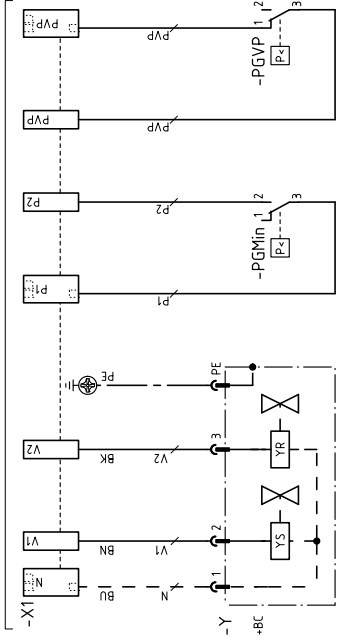 PVP
PVP
1
2
3
-PGVP
P<
PVP
PVP
P2
P2
1
2
3
-PGMin
P<
P1
P1
PE
PE
V2
BK
V2
3
YR
V1
BN
V1
2
YS
N
BU
N
1
-X1
-Y
+BC